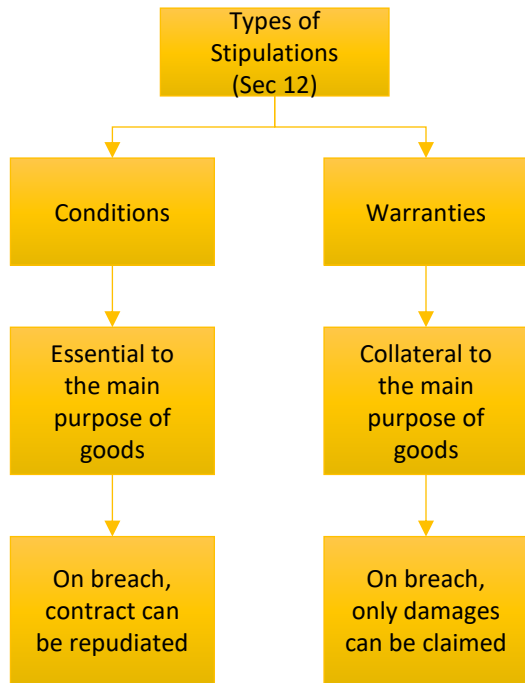 Types of
Stipulations
(Sec 12)
Conditions
Warranties
Essential to
the main
purpose of
goods
Collateral to
the main
purpose of
goods
On breach,
contract can
be repudiated
On breach,
only damages
can be claimed